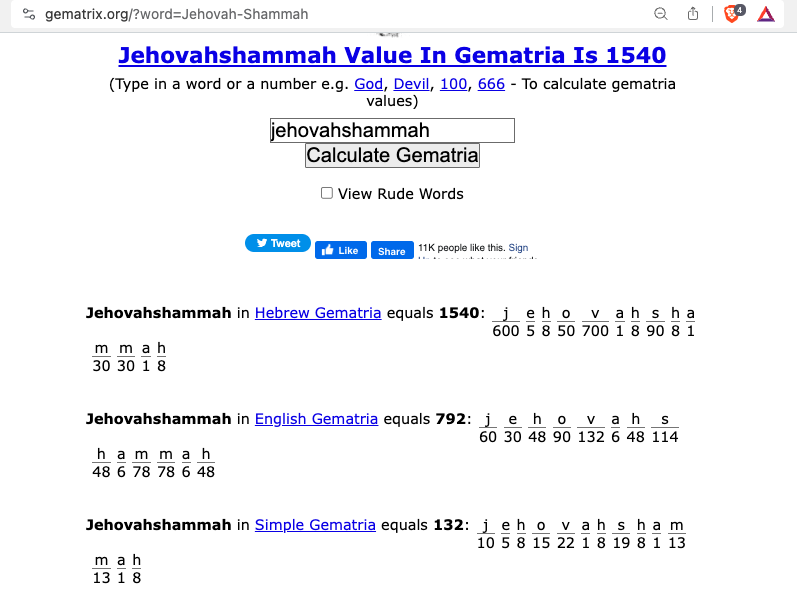 gematrix.org/?word=Jehovah-Shammah
4
Jehovahshammah Value In Gematria Is 1540
(Type in a word or a number e.g. God, Devil, 100, 666 - To calculate gematria
values)
jehovahshammah
Calculate Gematria
View Rude Words
Tweet
Like
Share
11K people like this. Sign
Jehovahshammah in Hebrew Gematria equals 1540: j e h o v a h s h a
600 5 8 50 700 1 8 90 8 1
m m a h
30 30 1 8
Jehovahshammah in English Gematria equals 792: j e h o v a h s
60 30 48 90 132 6 48 114
h a m m a h
48 6 78 78 6 48
Jehovahshammah in Simple Gematria equals 132: j e h o v a h s h a m
10 5 8 15 22 1 8 19 8 1 13
m a h
13 1 8